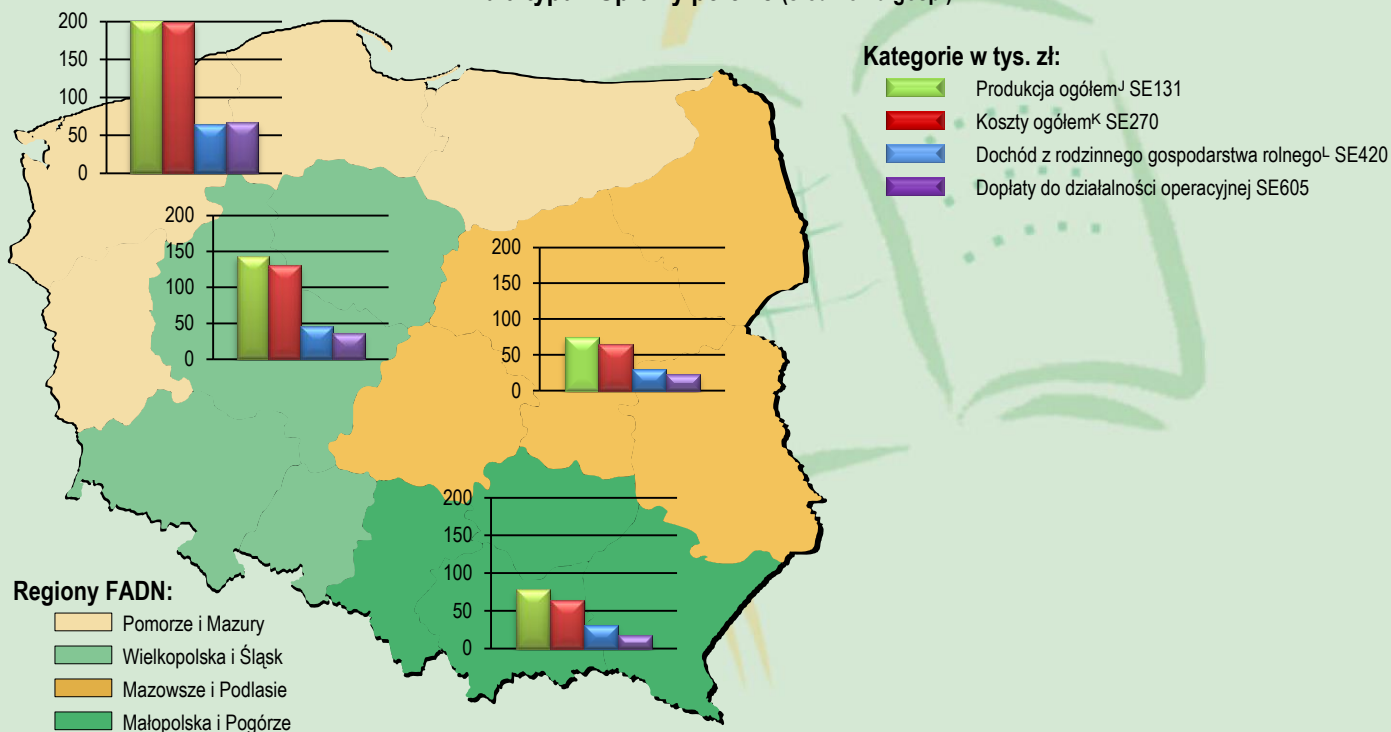 Kategorie w tys. zł:
Produkcja ogółemᴶ SE131
Koszty ogółemᴷ SE270
Dochód z rodzinnego gospodarstwa rolnegoᴸ SE420
Dopłaty do działalności operacyjnej SE605
200
150
100
50
0
200
150
100
50
0
200
150
100
50
0
200
150
100
50
0
Regiony FADN:
Pomorze i Mazury
Wielkopolska i Śląsk
Mazowsze i Podlasie
Małopolska i Pogórze